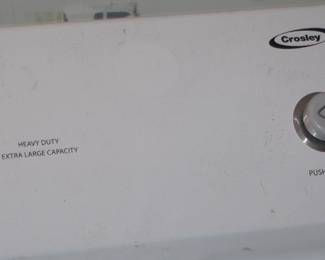 Crosley
HEAVY DUTY
EXTRA LARGE CAPACITY
PUSH